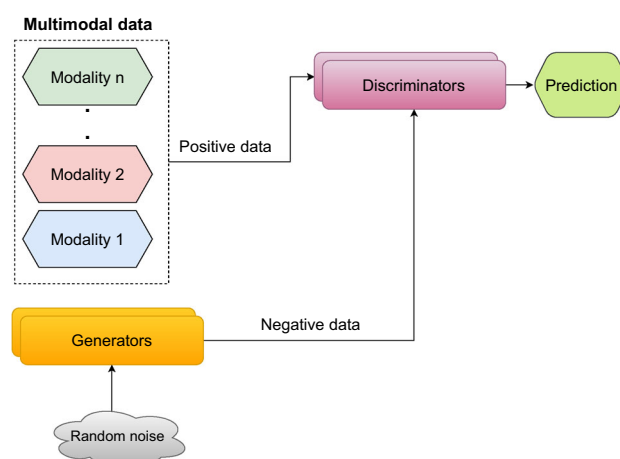 Multimodal data
Modality n
.
.
Modality 2
Modality 1
Positive data
Discriminators
Prediction
Negative data
Generators
Random noise